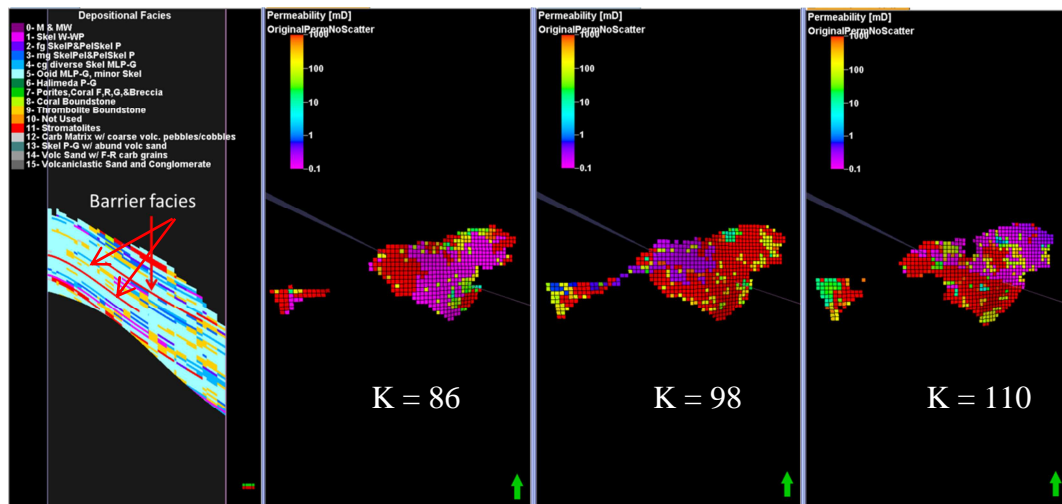 Depositional Facies
0- M & MW
1- Skel W-WP
2- fg SkelP&PelSkel P
3- mg SkelPel&PelSkel P
4- cg diverse Skel MLP-G
5- Ooid MLP-G, minor Skel
6- Halimeda P-G
7- Porites,Coral F,R,G,&Breccia
8- Coral Boundstone
9- Thrombolite Boundstone
10- Not Used
11- Stromatolites
12- Carb Matrix w/ coarse volc. pebbles/cobbles
13- Skel P-G w/ abund volc sand
14- Volc Sand w/ F-R carb grains
15- Volcaniclastic Sand and Conglomerate
Barrier facies
Permeability [mD]
OriginalPermNoScatter
1000
100
10
1
0.1
K = 86
Permeability [mD]
OriginalPermNoScatter
1000
100
10
1
0.1
K = 98
Permeability [mD]
OriginalPermNoScatter
1000
100
10
1
0.1
K = 110